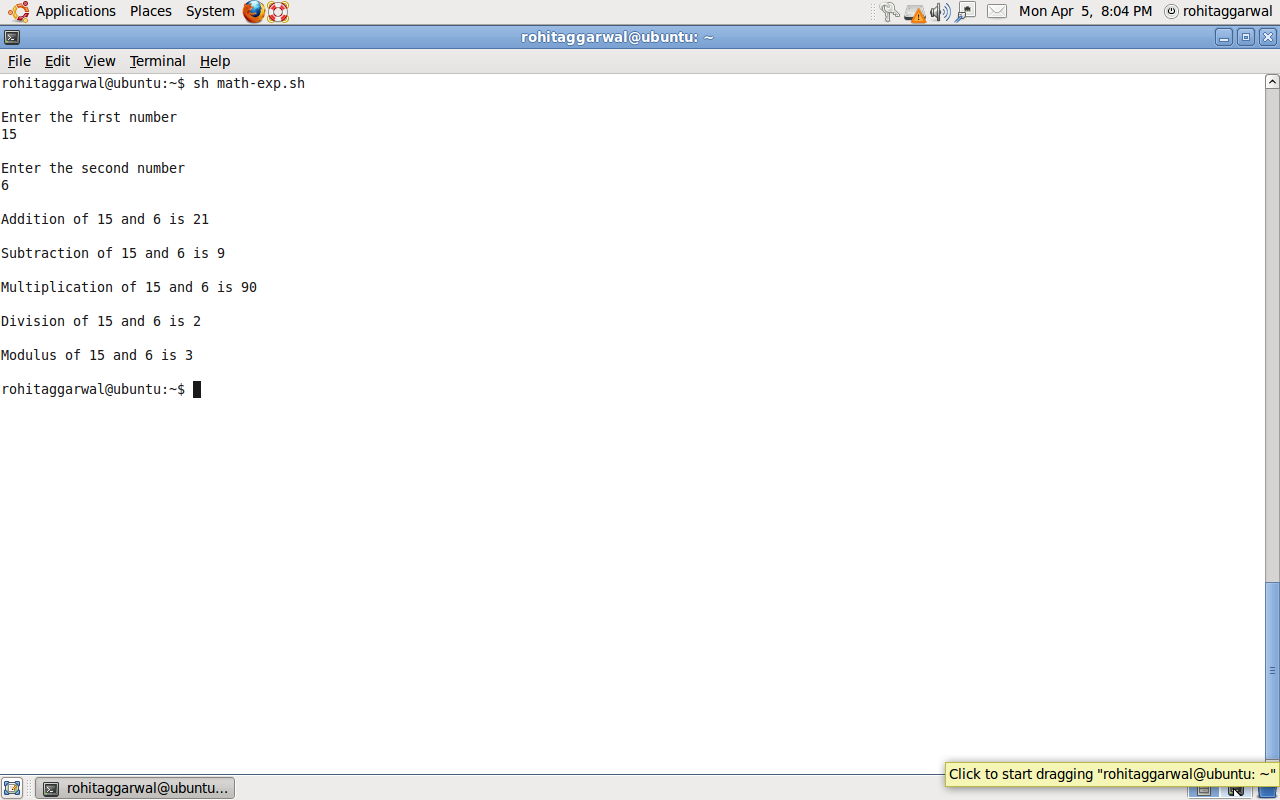 Applications Places System Mon Apr 5, 8:04 PM rohitaggarwal
rohitaggarwal@ubuntu: ~
File Edit View Terminal Help
rohitaggarwal@ubuntu:~$ sh math-exp.sh
Enter the first number
15
Enter the second number
6
Addition of 15 and 6 is 21
Subtraction of 15 and 6 is 9
Multiplication of 15 and 6 is 90
Division of 15 and 6 is 2
Modulus of 15 and 6 is 3
rohitaggarwal@ubuntu:~$
Click to start dragging "rohitaggarwal@ubuntu: ~"
rohitaggarwal@ubuntu...